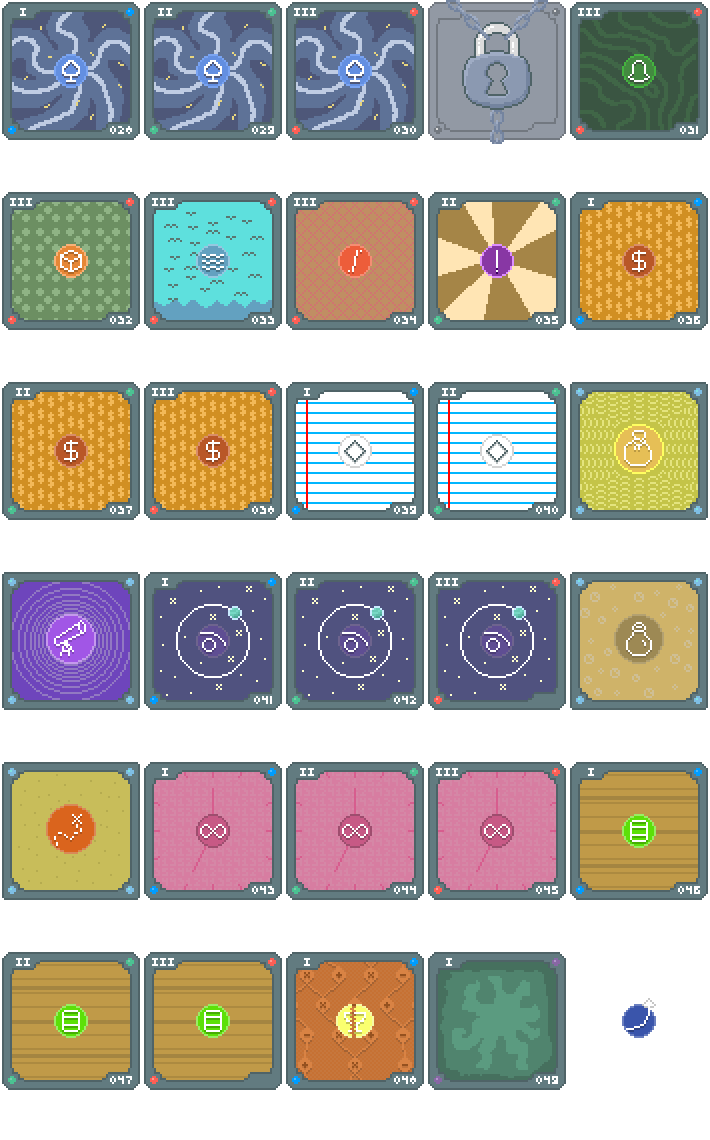 I II III III
028 029 030 031
III III III II I
∫ ! $
032 033 034 035 036
II III I II
$ $
037 038 039 040
I II III
041 042
I II III I
∞ ∞ ∞
043 044 045 046
II III I I
047 048 049